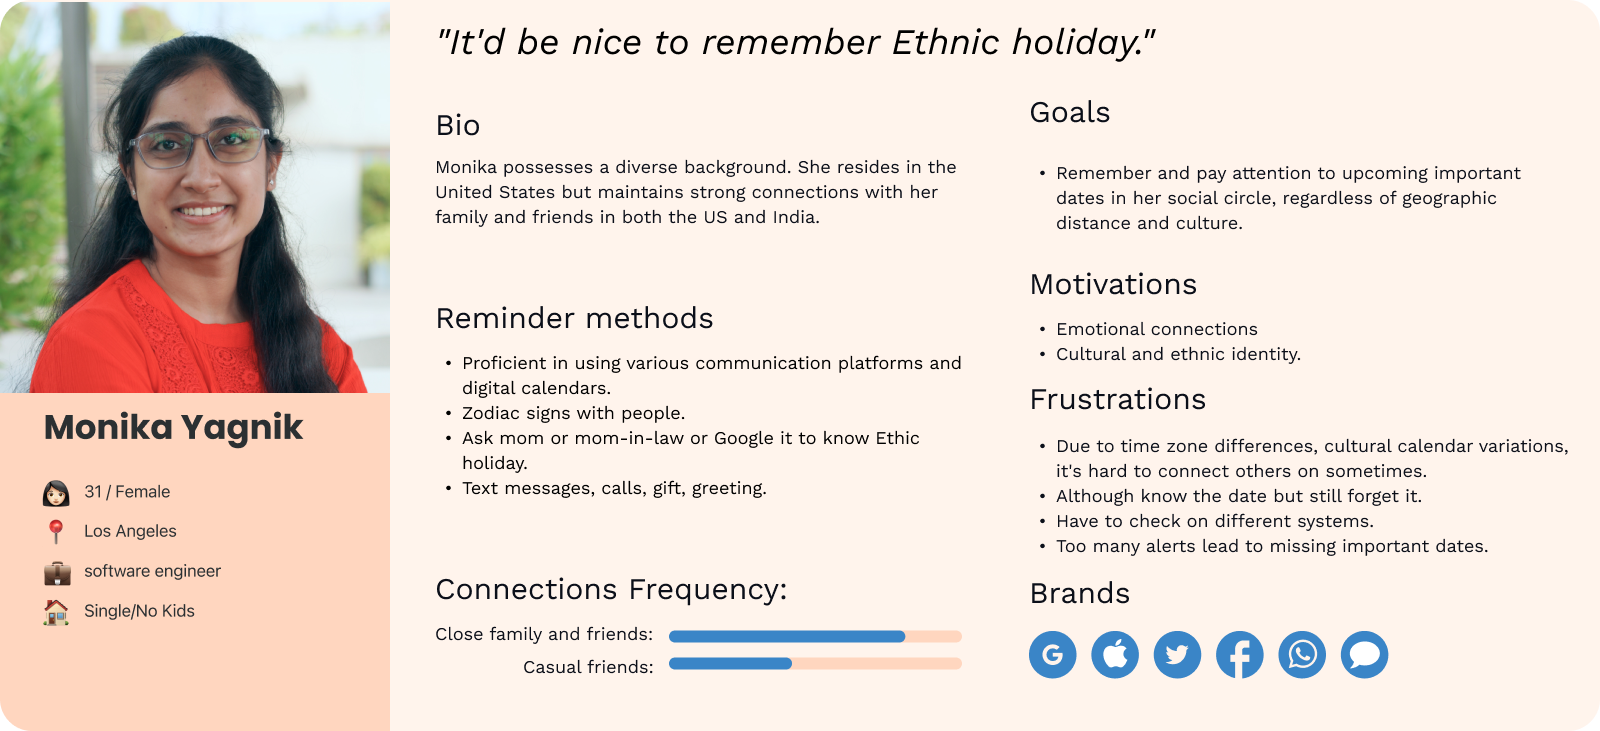 "It'd be nice to remember Ethnic holiday."
Monika Yagnik
31 / Female
Los Angeles
software engineer
Single/No Kids
Bio
Monika possesses a diverse background. She resides in the
United States but maintains strong connections with her
family and friends in both the US and India.
Reminder methods
• Proficient in using various communication platforms and
digital calendars.
• Zodiac signs with people.
• Ask mom or mom-in-law or Google it to know Ethic
holiday.
• Text messages, calls, gift, greeting.
Connections Frequency:
Close family and friends:
Casual friends:
Goals
• Remember and pay attention to upcoming important
dates in her social circle, regardless of geographic
distance and culture.
Motivations
• Emotional connections
• Cultural and ethnic identity.
Frustrations
• Due to time zone differences, cultural calendar variations,
it's hard to connect others on sometimes.
• Although know the date but still forget it.
• Have to check on different systems.
• Too many alerts lead to missing important dates.
Brands